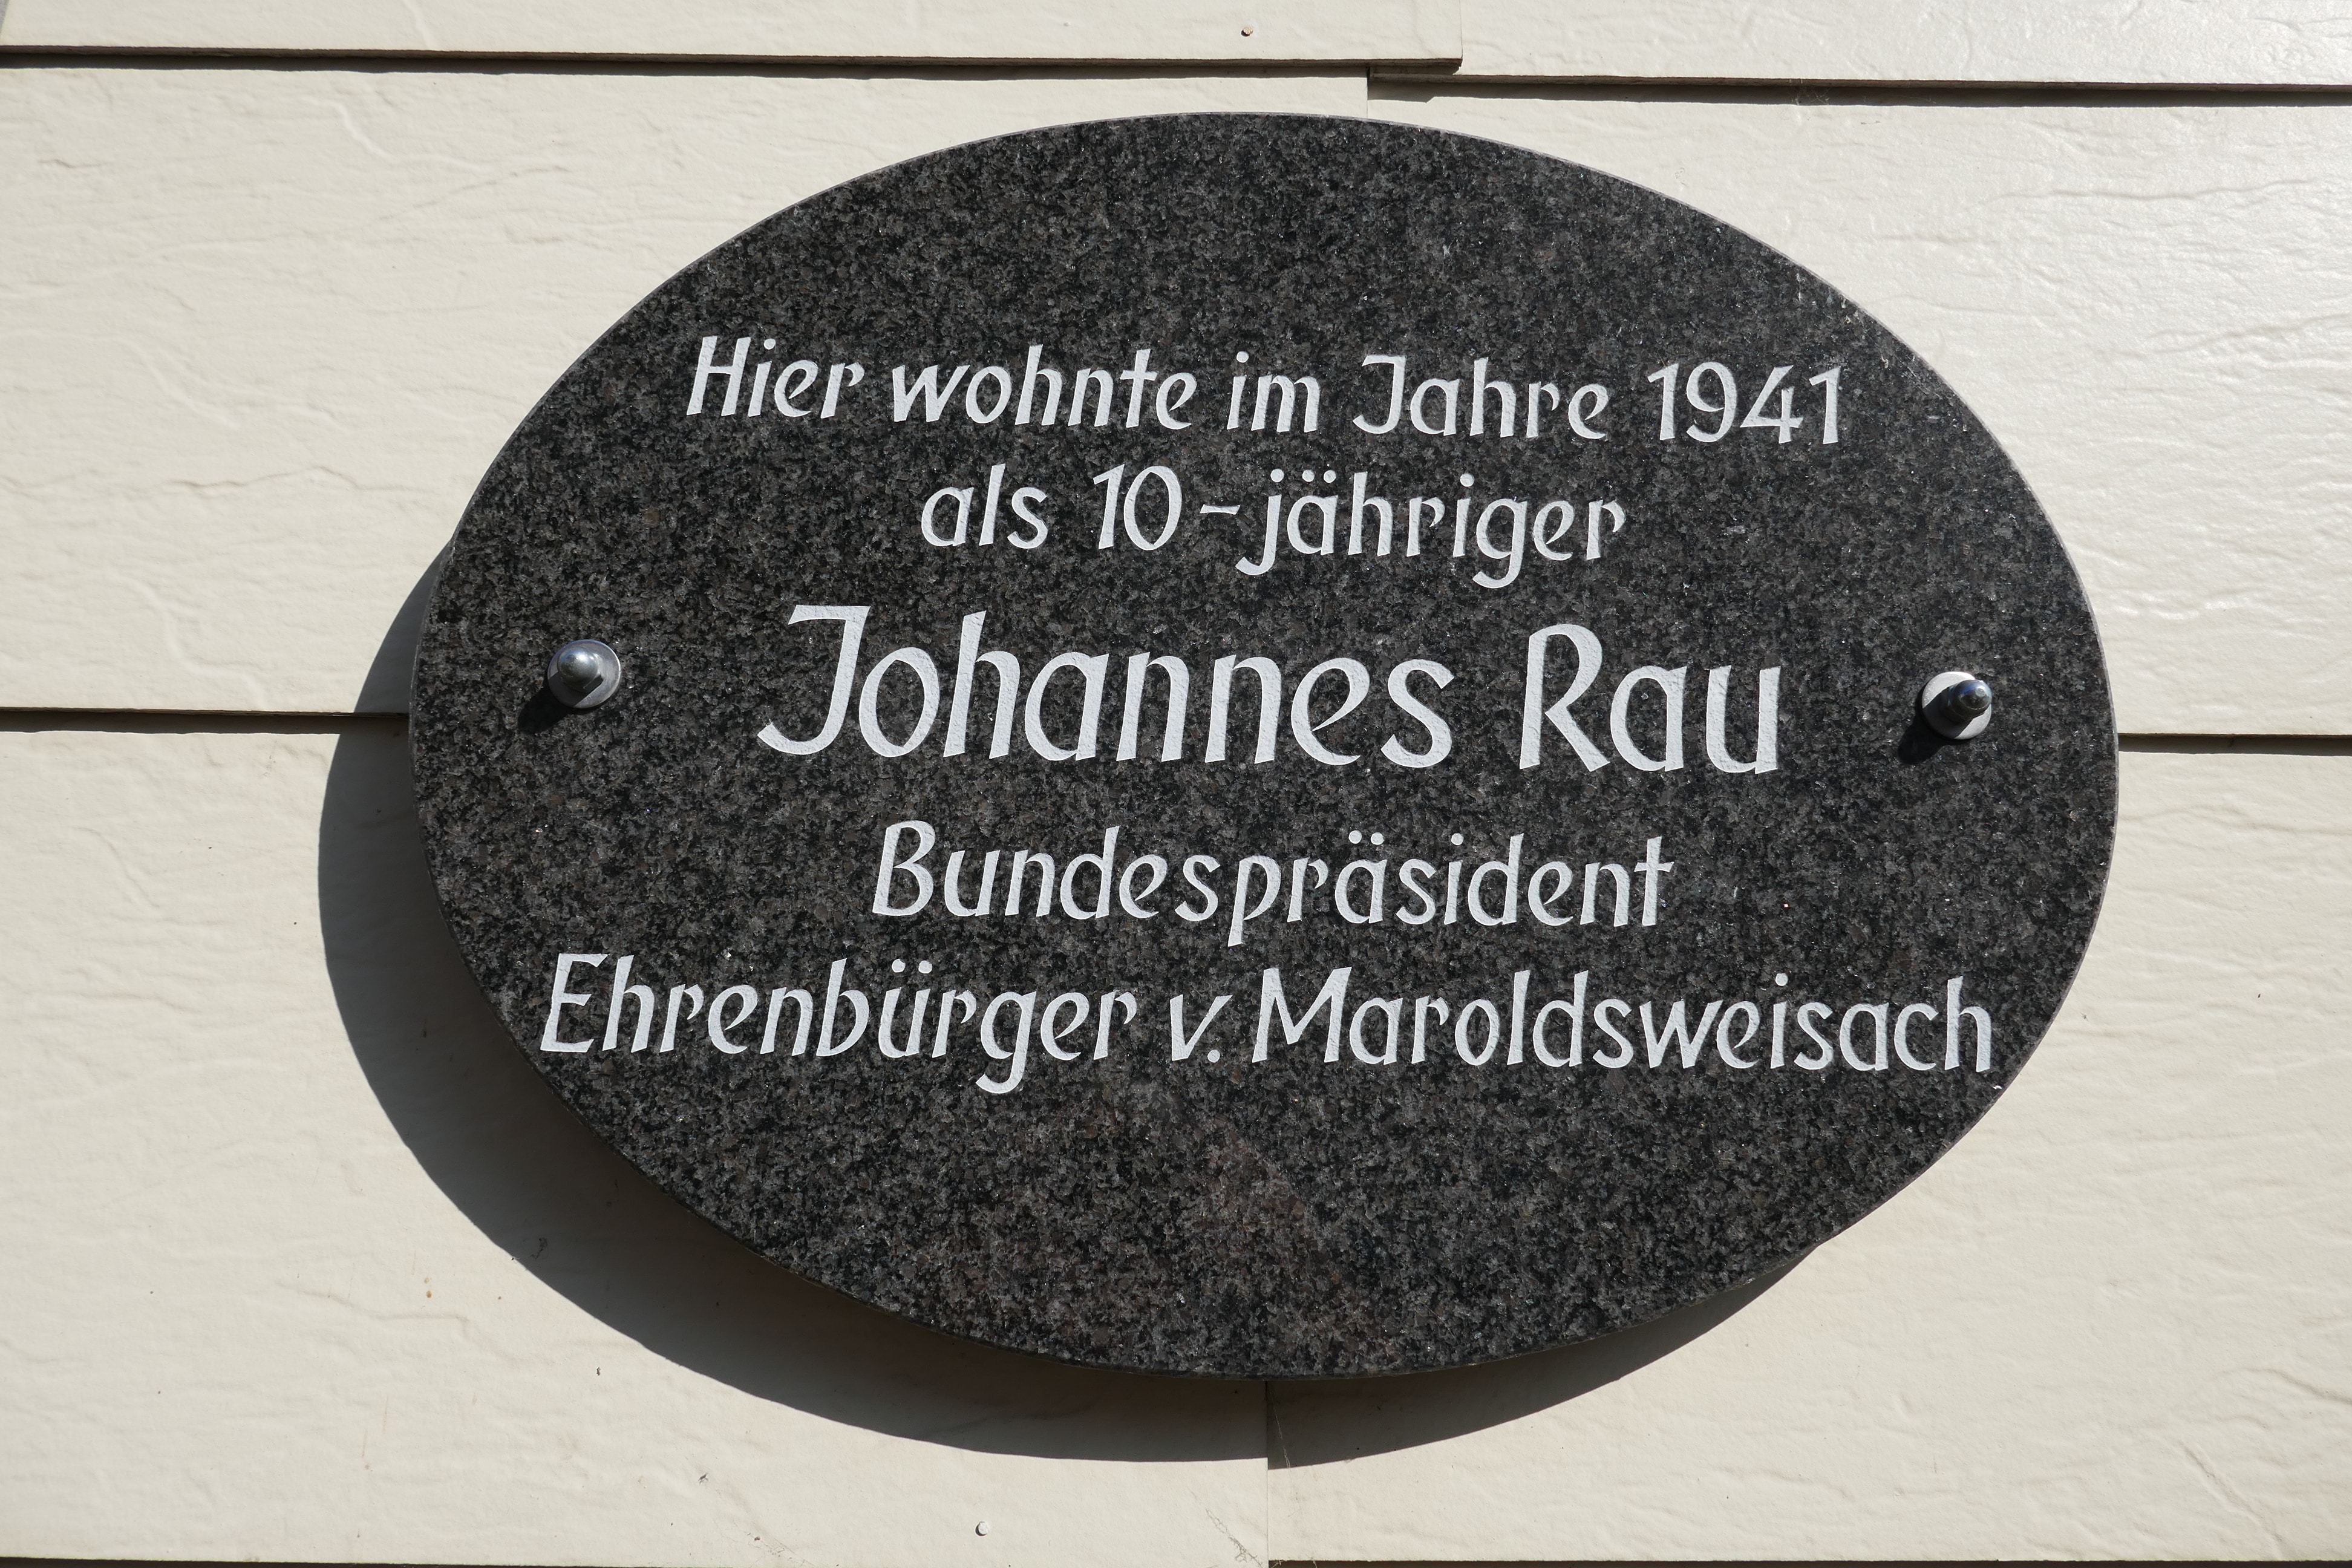 Hier wohnte im Jahre 1941
als 10-jähriger
Johannes Rau
Bundespräsident
Ehrenbürger v. Maroldsweisach